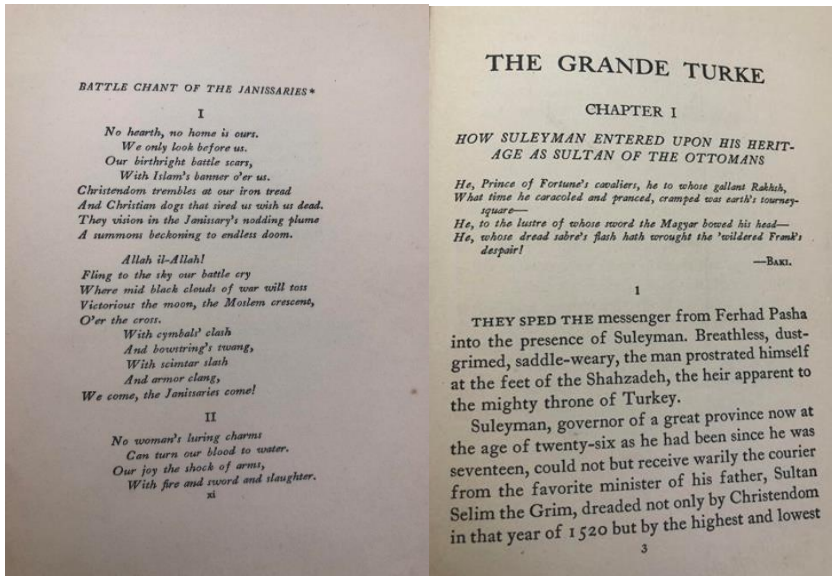 BATTLE CHANT OF THE JANISSARIES*
I
No hearth, no home is ours.
We only look before us.
Our birthright battle scars,
With Islam's banner o'er us.
Christendom trembles at our iron tread
And Christian dogs that sired us wish us dead.
They vision in the Janissary's nodding plume
A summons beckoning to endless doom.
Allah il-Allah!
Fling to the sky our battle cry
Where mid black clouds of war will toss
Victorious the moon, the Moslem crescent,
O'er the cross.
With cymbals' clash
And bowstring's twang,
With scimtar slash
And armor clang,
We come, the Janissaries come!
II
No woman's luring charms
Can turn our blood to water.
Our joy the shock of arms,
With fire and sword and slaughter.
xi
THE GRANDE TURKE
CHAPTER I
HOW SULEYMAN ENTERED UPON HIS HERIT-
AGE AS SULTAN OF THE OTTOMANS
He, Prince of Fortune's cavaliers, he to whose gallant Rakhsh,
What time he caracoled and pranced, cramped was earth's tourney-
square—
He, to the lustre of whose sword the Magyar bowed his head—
He, whose dread sabre's flash hath wrought the 'wildered Frank's
despair!
—BAKI.
1
THEY SPED THE messenger from Ferhad Pasha
into the presence of Suleyman. Breathless, dust-
grimed, saddle-weary, the man prostrated himself
at the feet of the Shahzadeh, the heir apparent to
the mighty throne of Turkey.
Suleyman, governor of a great province now at
the age of twenty-six as he had been since he was
seventeen, could not but receive warily the courier
from the favorite minister of his father, Sultan
Selim the Grim, dreaded not only by Christendom
in that year of 1520 but by the highest and lowest
3